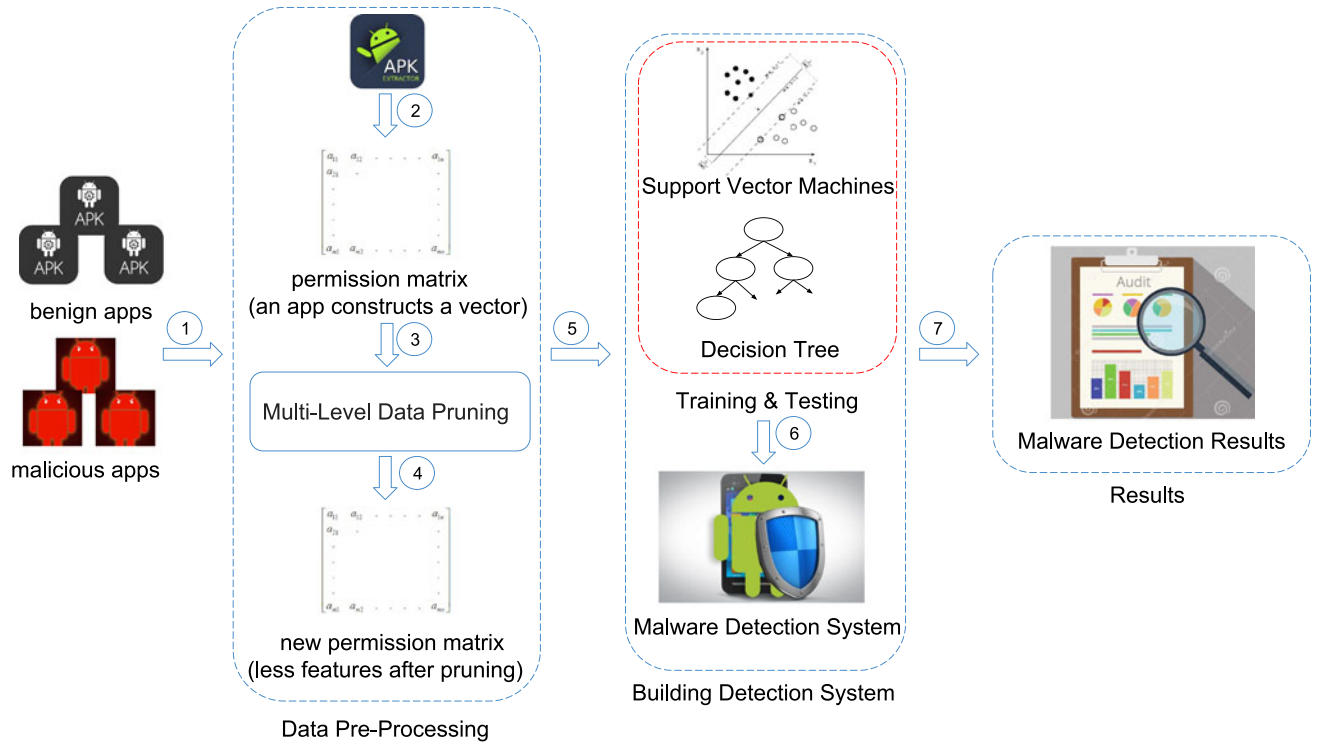 APK
APK
APK
benign apps
malicious apps
1
APK
EXTRACTOR
2
permission matrix
(an app constructs a vector)
3
Multi-Level Data Pruning
4
new permission matrix
(less features after pruning)
Data Pre-Processing
5
Support Vector Machines
Decision Tree
Training & Testing
6
Malware Detection System
Building Detection System
7
Audit
Malware Detection Results
Results